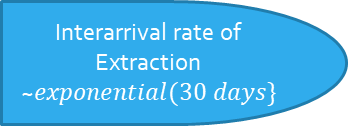 Interarrival rate of
Extraction
~exponential(30 days}